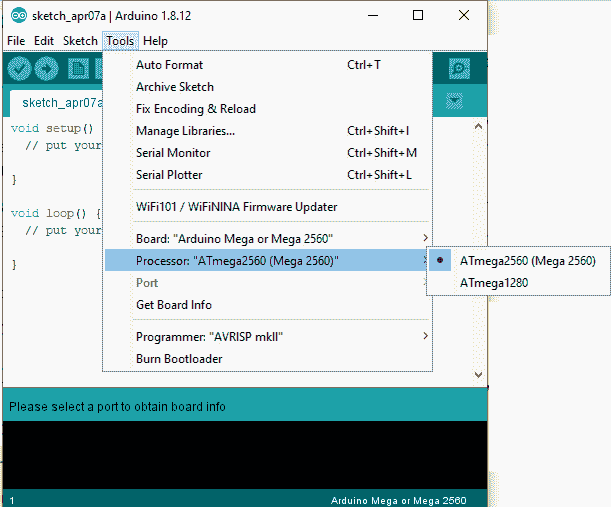 sketch_apr07a | Arduino 1.8.12
File Edit Sketch Tools Help
Auto Format Ctrl+T
Archive Sketch
Fix Encoding & Reload
Manage Libraries... Ctrl+Shift+I
Serial Monitor Ctrl+Shift+M
Serial Plotter Ctrl+Shift+L
WiFi101 / WiFiNINA Firmware Updater
Board: "Arduino Mega or Mega 2560"
Processor: "ATmega2560 (Mega 2560)"
Port
Get Board Info
Programmer: "AVRISP mkII"
Burn Bootloader
ATmega2560 (Mega 2560)
ATmega1280
sketch_apr07a
void setup()
// put your
}
void loop() {
// put your
}
Please select a port to obtain board info
1 Arduino Mega or Mega 2560